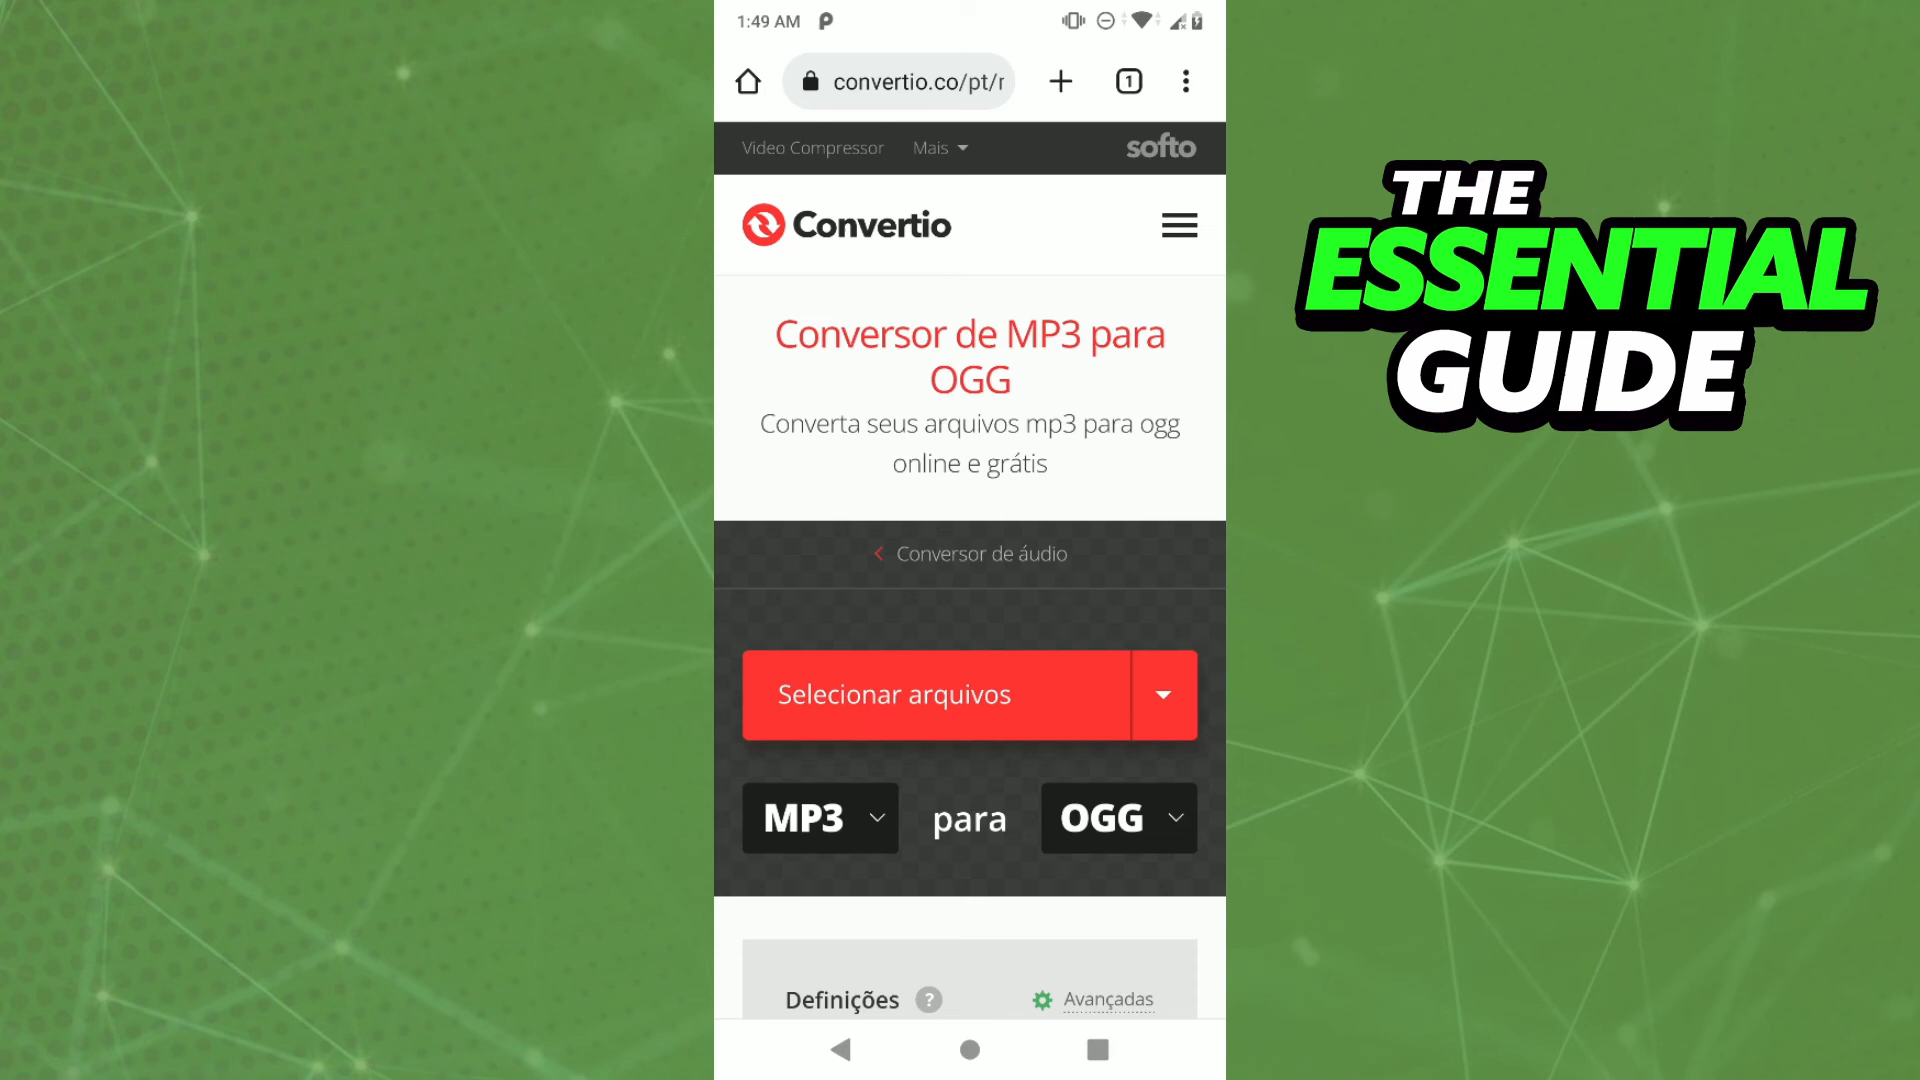 1:49 AM
convertio.co/pt/r
1
Video Compressor Mais softo
Convertio
Conversor de MP3 para
OGG
Converta seus arquivos mp3 para ogg
online e grátis
Conversor de áudio
Selecionar arquivos
MP3 para OGG
Definições ? Avançadas
THE
ESSENTIAL
GUIDE